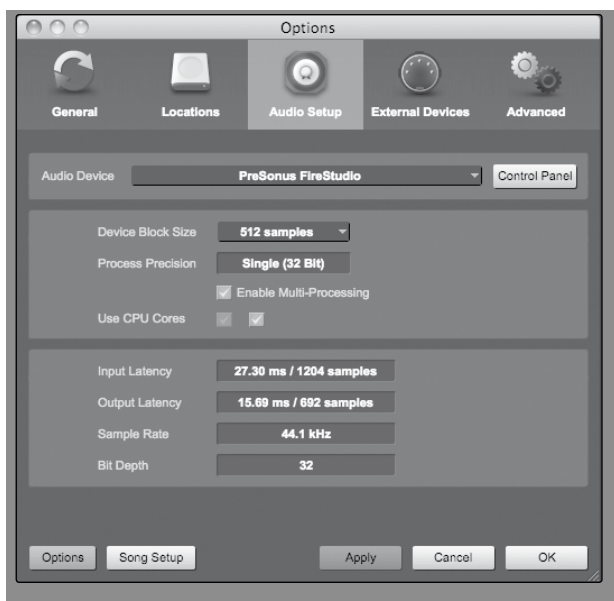 Options
General Locations Audio Setup External Devices Advanced
Audio Device PreSonus FireStudio Control Panel
Device Block Size 512 samples
Process Precision Single (32 Bit)
Enable Multi-Processing
Use CPU Cores
Input Latency 27.30 ms / 1204 samples
Output Latency 15.69 ms / 692 samples
Sample Rate 44.1 kHz
Bit Depth 32
Options Song Setup Apply Cancel OK